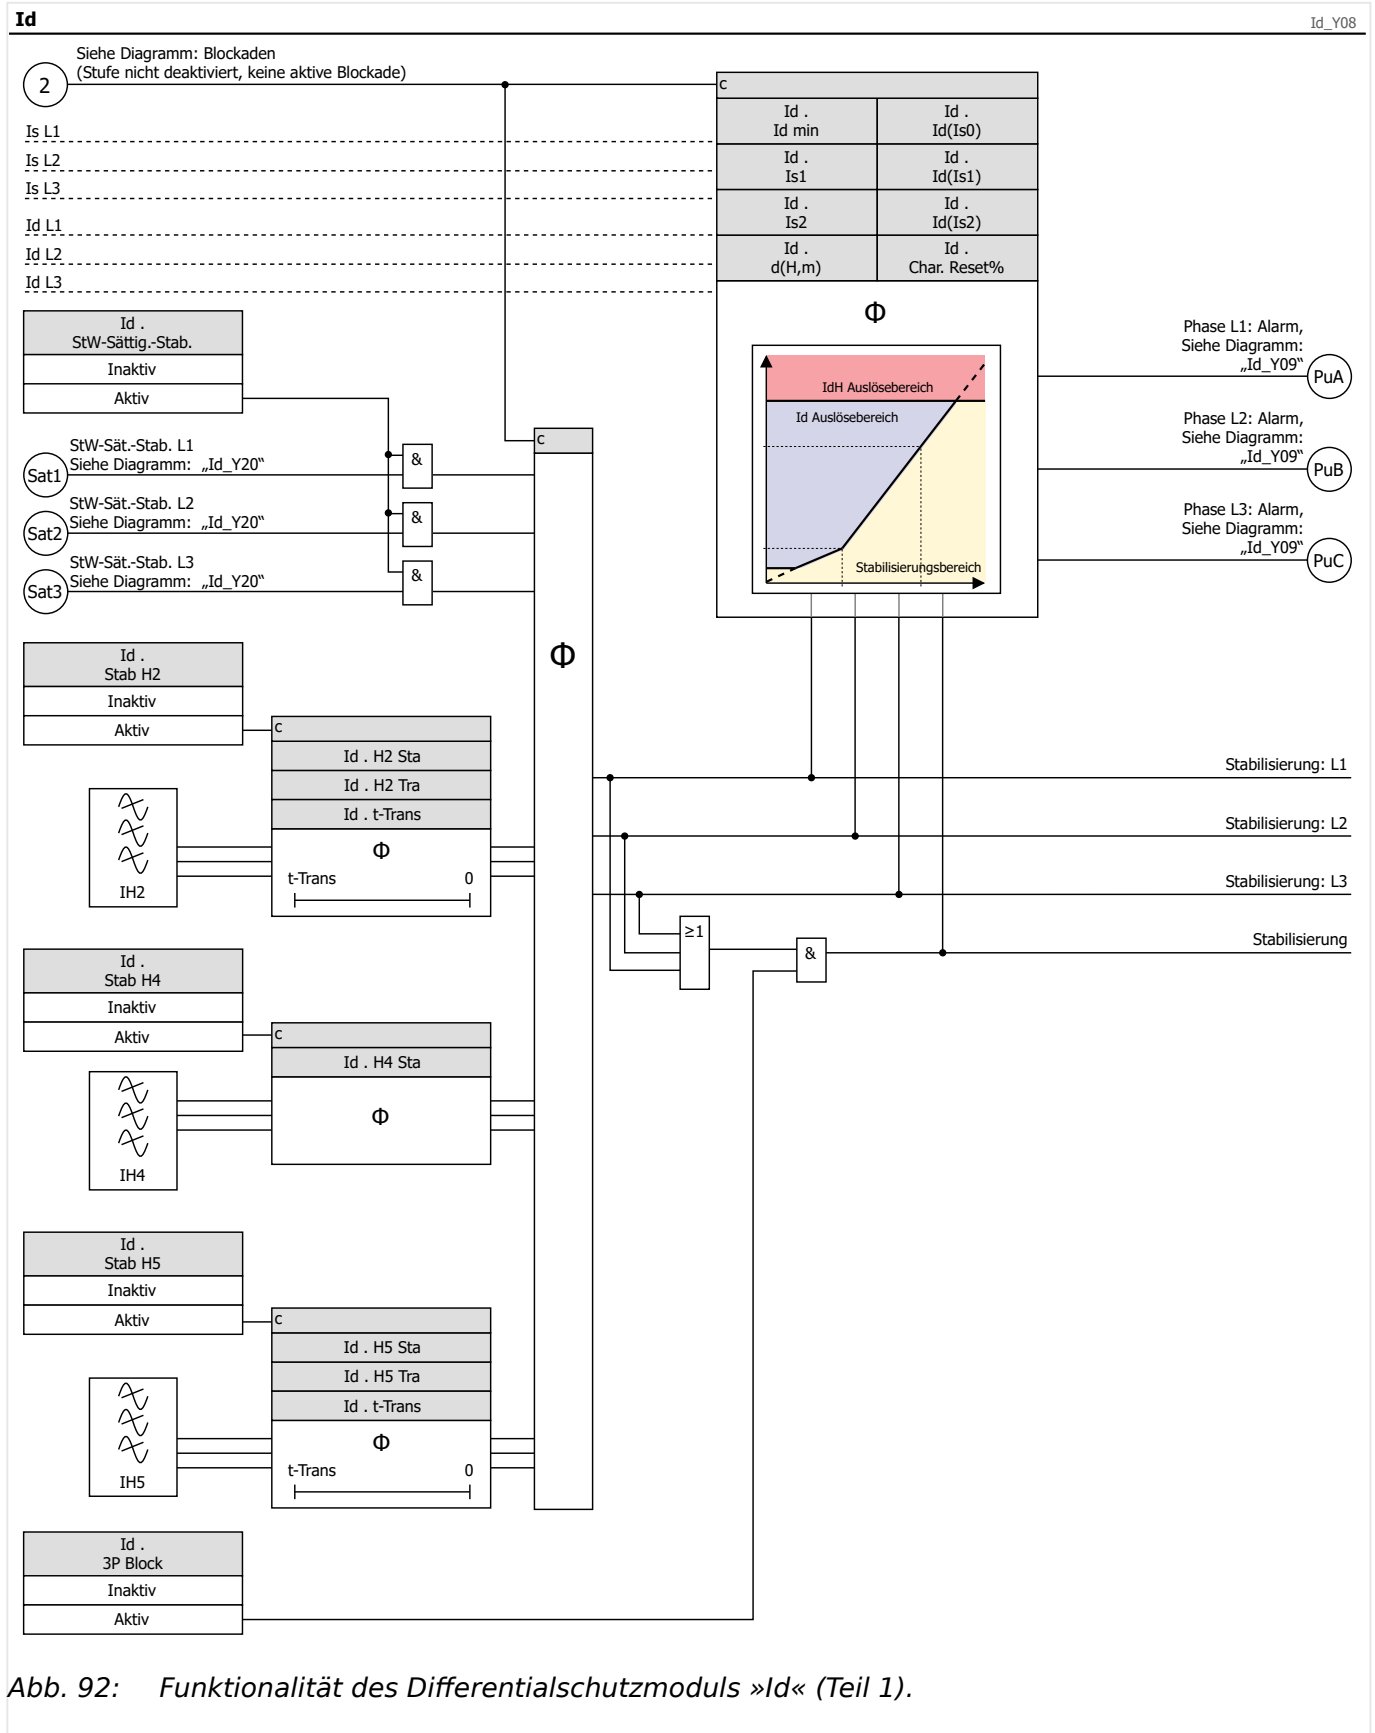 Id
Id_Y08
2
Siehe Diagramm: Blockaden
(Stufe nicht deaktiviert, keine aktive Blockade)
Is L1
Is L2
Is L3
Id L1
Id L2
Id L3
c
Id .
Id min
Id .
Id(Is0)
Id .
Is1
Id .
Id(Is1)
Id .
Is2
Id .
Id(Is2)
Id .
d(H,m)
Id .
Char. Reset%
Φ
IdH Auslösebereich
Id Auslösebereich
Stabilisierungsbereich
Phase L1: Alarm,
Siehe Diagramm:
„Id_Y09“
PuA
Phase L2: Alarm,
Siehe Diagramm:
„Id_Y09“
PuB
Phase L3: Alarm,
Siehe Diagramm:
„Id_Y09“
PuC
Id .
StW-Sättig.-Stab.
Inaktiv
Aktiv
Sat1
StW-Sät.-Stab. L1
Siehe Diagramm: „Id_Y20“
&
Sat2
StW-Sät.-Stab. L2
Siehe Diagramm: „Id_Y20“
&
Sat3
StW-Sät.-Stab. L3
Siehe Diagramm: „Id_Y20“
&
c
Φ
Id .
Stab H2
Inaktiv
Aktiv
c
Id . H2 Sta
Id . H2 Tra
Id . t-Trans
Φ
t-Trans 0
IH2
Stabilisierung: L1
Stabilisierung: L2
Stabilisierung: L3
Stabilisierung
≥1
&
Id .
Stab H4
Inaktiv
Aktiv
c
Id . H4 Sta
Φ
IH4
Id .
Stab H5
Inaktiv
Aktiv
c
Id . H5 Sta
Id . H5 Tra
Id . t-Trans
Φ
t-Trans 0
IH5
Id .
3P Block
Inaktiv
Aktiv
Abb. 92: Funktionalität des Differentialschutzmoduls »Id« (Teil 1).